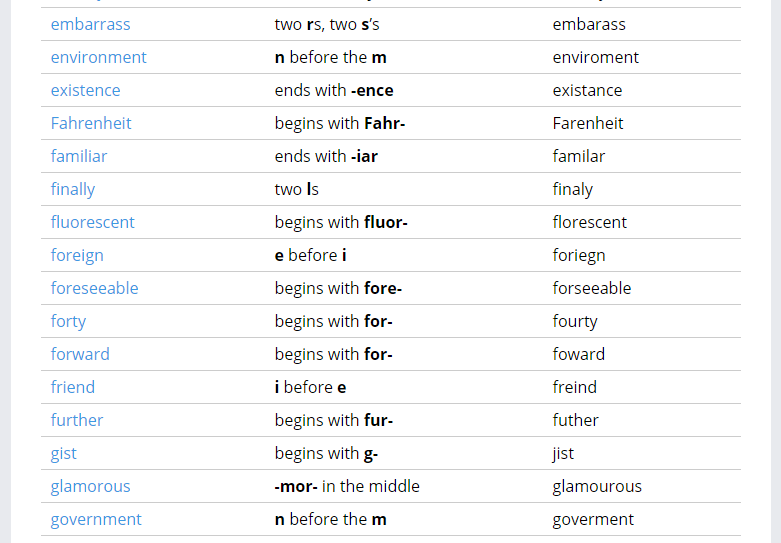 embarrass two rs, two s's embarass
environment n before the m enviroment
existence ends with -ence existance
Fahrenheit begins with Fahr- Farenheit
familiar ends with -iar familar
finally two ls finaly
fluorescent begins with fluor- florescent
foreign e before i foriegn
foreseeable begins with fore- forseeable
forty begins with for- fourty
forward begins with for- foward
friend i before e freind
further begins with fur- futher
gist begins with g- jist
glamorous -mor- in the middle glamourous
government n before the m goverment